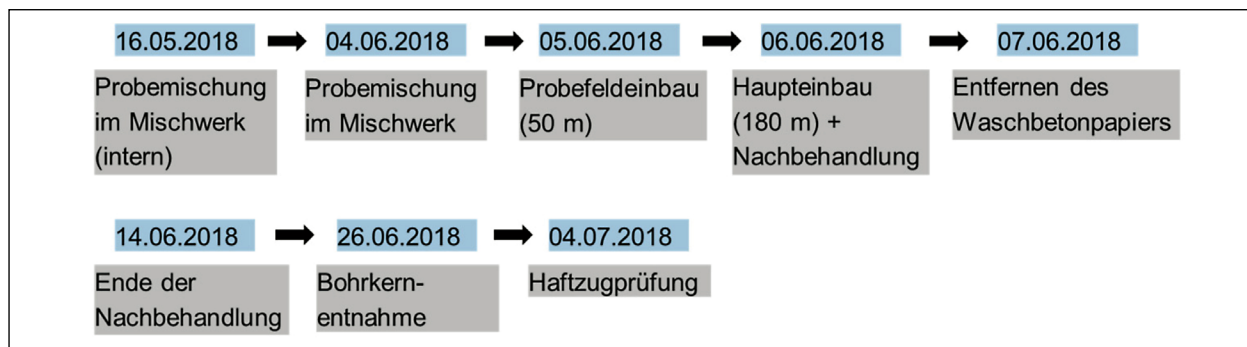 16.05.2018 04.06.2018 05.06.2018 06.06.2018 07.06.2018
Probemischung
im Mischwerk
(intern)
Probemischung
im Mischwerk
Probefeldeinbau
(50 m)
Haupteinbau
(180 m) +
Nachbehandlung
Entfernen des
Waschbetonpapiers
14.06.2018 26.06.2018 04.07.2018
Ende der
Nachbehandlung
Bohrkern-
entnahme
Haftzugprüfung